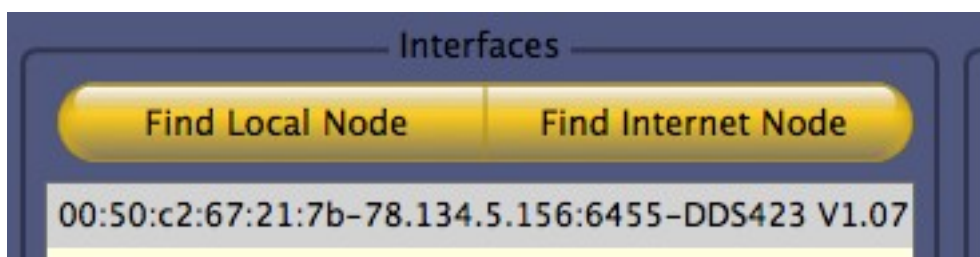 Interfaces
Find Local Node Find Internet Node
00:50:c2:67:21:7b-78.134.5.156:6455-DDS423 V1.07